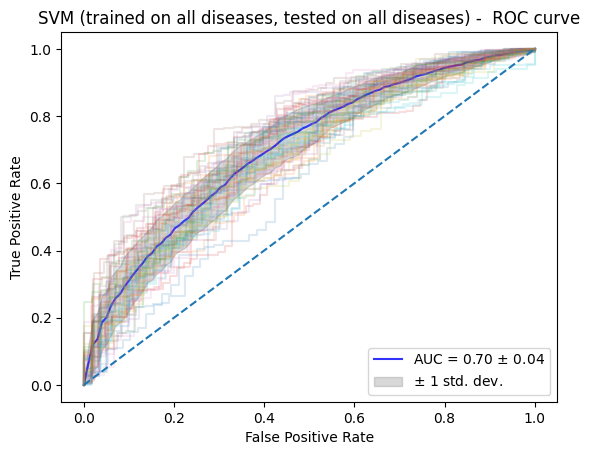 SVM (trained on all diseases, tested on all diseases) -  ROC curve
True Positive Rate
1.0
0.8
0.6
0.4
0.2
0.0
AUC = 0.70 ± 0.04
± 1 std. dev.
0.0 0.2 0.4 0.6 0.8 1.0
False Positive Rate